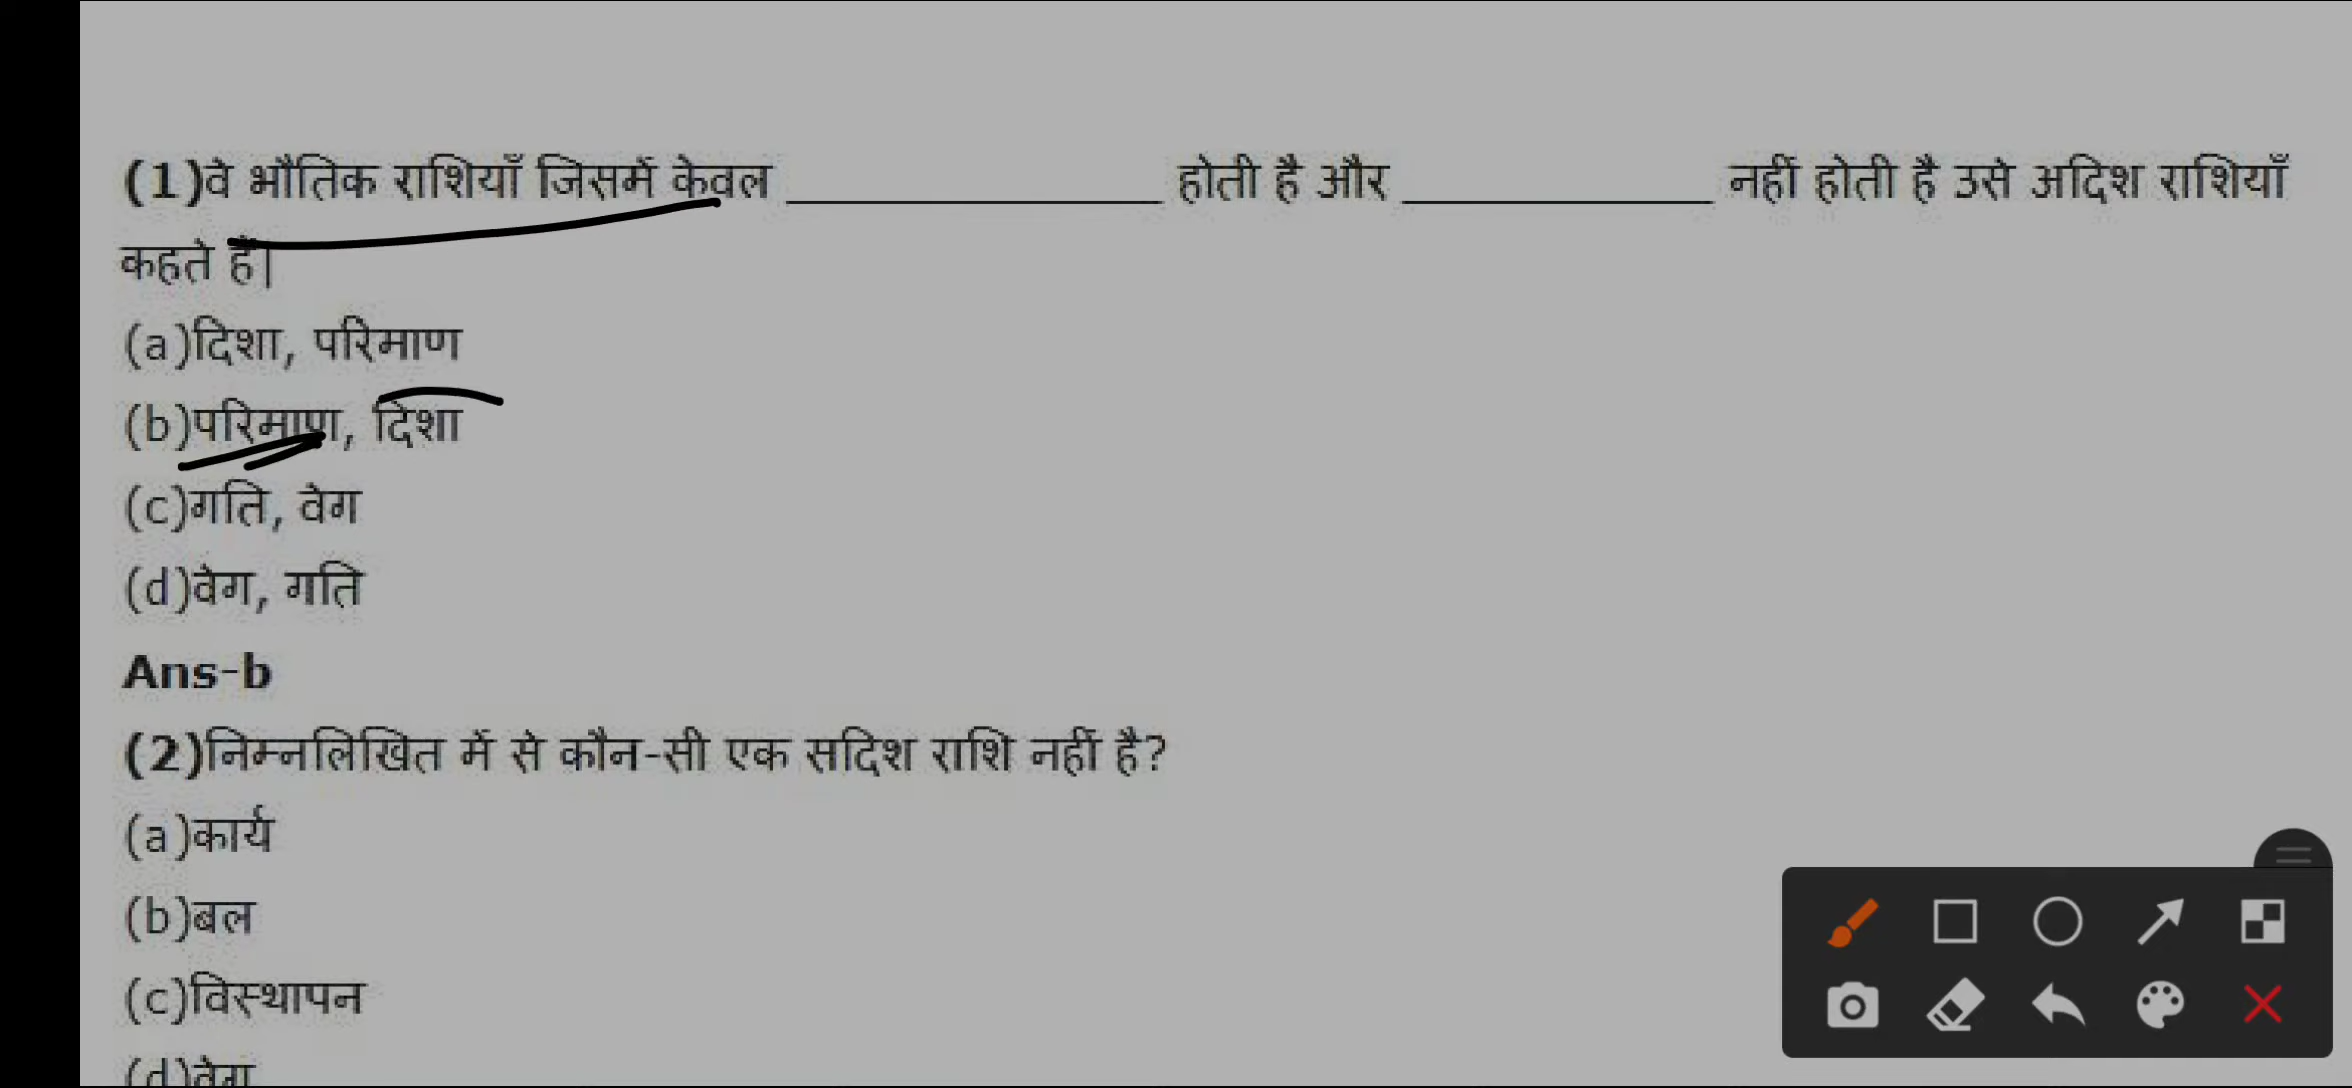 (1)वे भौतिक राशियाँ जिसमें केवल ______________ होती है और ____________ नहीं होती है उसे अदिश राशियाँ
कहते हैं|
(a)दिशा, परिमाण
(b)परिमाण, दिशा
(c)गति, वेग
(d)वेग, गति
Ans-b
(2)निम्नलिखित में से कौन-सी एक सदिश राशि नहीं है?
(a)कार्य
(b)बल
(c)विस्थापन
(d)वेग